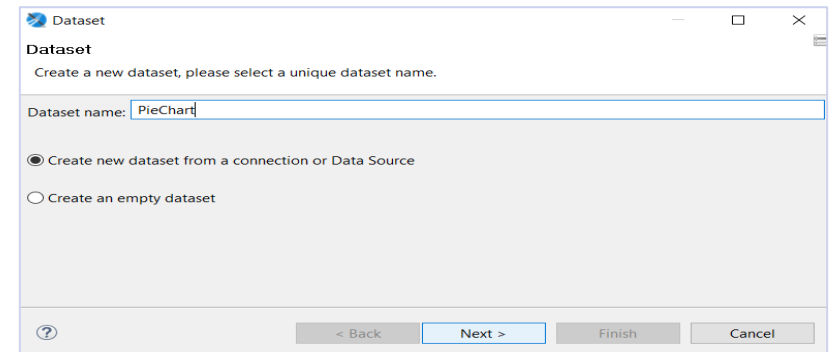 Dataset
Dataset
Create a new dataset, please select a unique dataset name.
Dataset name: PieChart
Create new dataset from a connection or Data Source
Create an empty dataset
? < Back Next > Finish Cancel